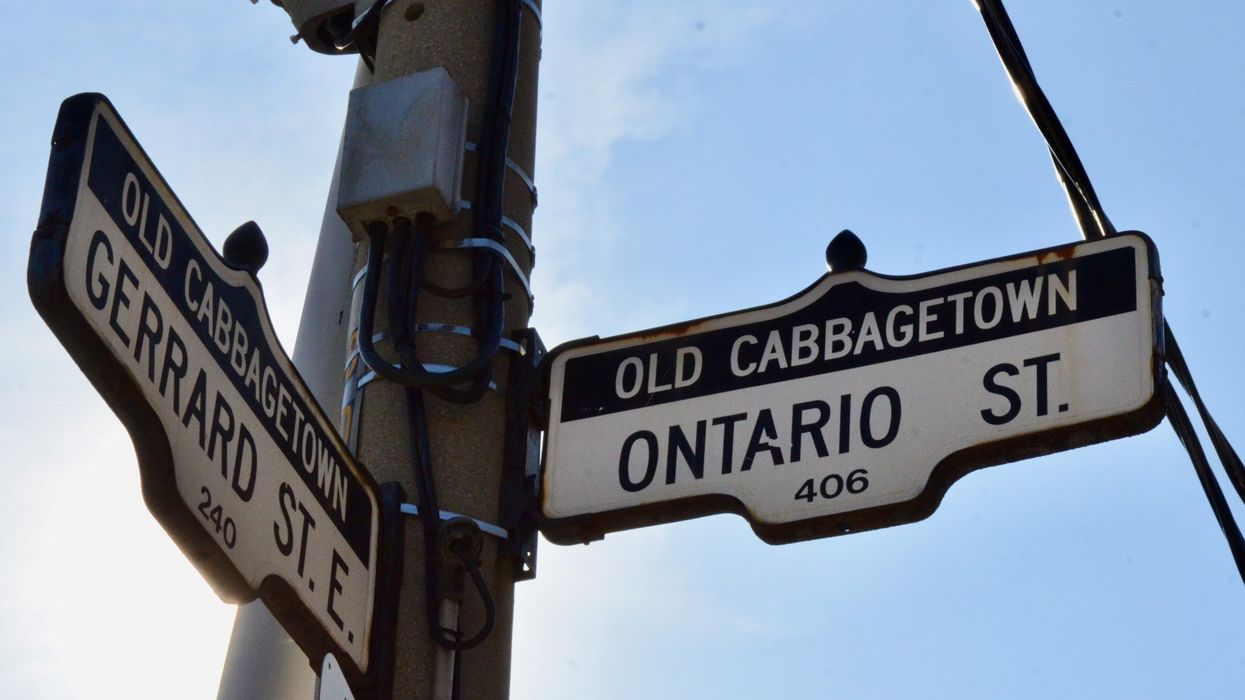 OLD CABBAGETOWN
GERRARD ST. E.
240
OLD CABBAGETOWN
ONTARIO ST.
406